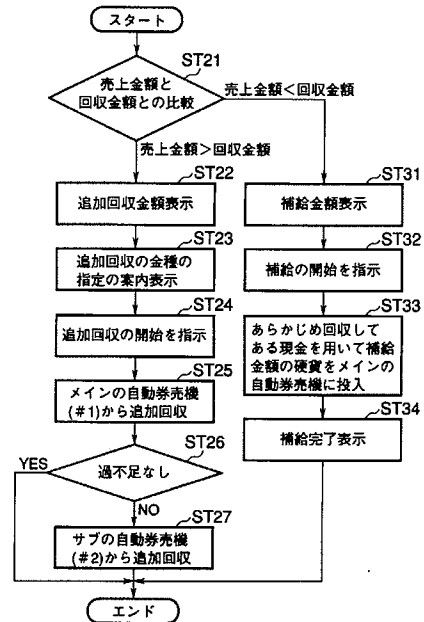 スタート
ST21
売上金額と
回収金額との比較
売上金額<回収金額
売上金額>回収金額
ST22
追加回収金額表示
ST23
追加回収の金種の
指定の案内表示
ST24
追加回収の開始を指示
ST25
メインの自動券売機
(#1)から追加回収
ST26
過不足なし
YES
NO
ST27
サブの自動券売機
(#2)から追加回収
ST31
補給金額表示
ST32
補給の開始を指示
ST33
あらかじめ回収して
ある現金を用いて補給
金額の硬貨をメインの
自動券売機に投入
ST34
補給完了表示
エンド